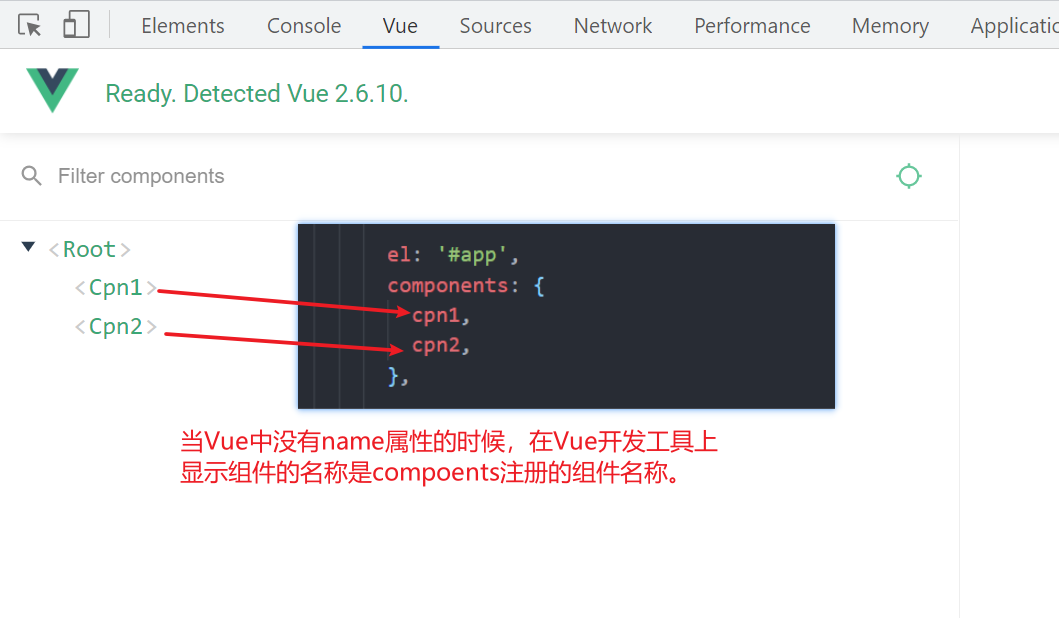 Elements Console Vue Sources Network Performance Memory Applicatio
Ready. Detected Vue 2.6.10.
Filter components
<Root>
<Cpn1>
<Cpn2>
el: '#app',
components: {
cpn1,
cpn2,
},
当Vue中没有name属性的时候，在Vue开发工具上
显示组件的名称是compoents注册的组件名称。